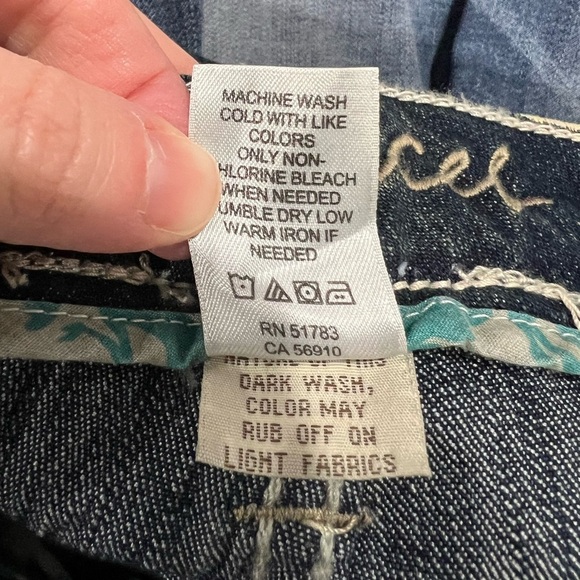 MACHINE WASH
COLD WITH LIKE
COLORS
ONLY NON-
HLORINE BLEACH
WHEN NEEDED
UMBLE DRY LOW
WARM IRON IF
NEEDED
RN 51783
CA 56910
DARK WASH,
COLOR MAY
RUB OFF ON
LIGHT FABRICS